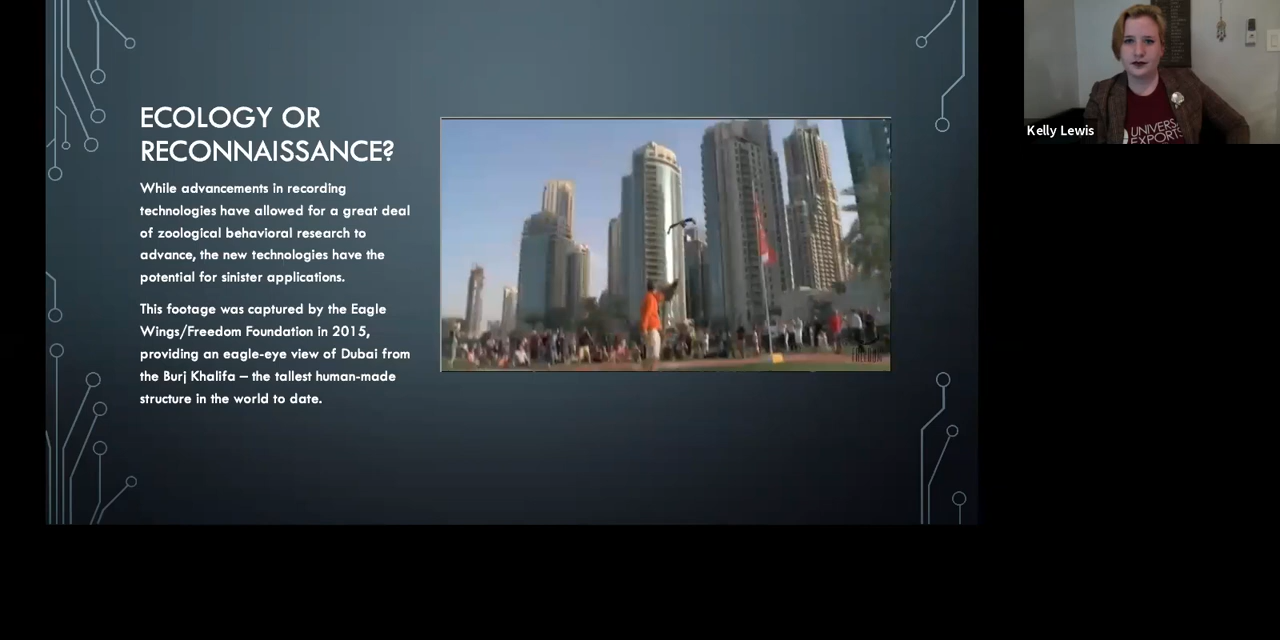 ECOLOGY OR
RECONNAISSANCE?
While advancements in recording
technologies have allowed for a great deal
of zoological behavioral research to
advance, the new technologies have the
potential for sinister applications.
This footage was captured by the Eagle
Wings/Freedom Foundation in 2015,
providing an eagle-eye view of Dubai from
the Burj Khalifa – the tallest human-made
structure in the world to date.
FREEDOM
Kelly Lewis
UNIVERS
EXPORTS